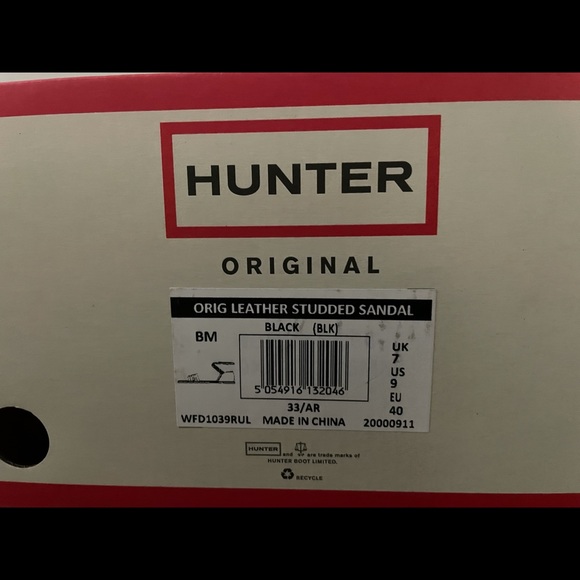 HUNTER
ORIGINAL
ORIG LEATHER STUDDED SANDAL
BLACK (BLK)
BM
UK
7
US
9
EU
40
5 054916 132046
33/AR
WFD1039RUL MADE IN CHINA 20000911
HUNTER and are trade marks of
HUNTER BOOT LIMITED.
RECYCLE